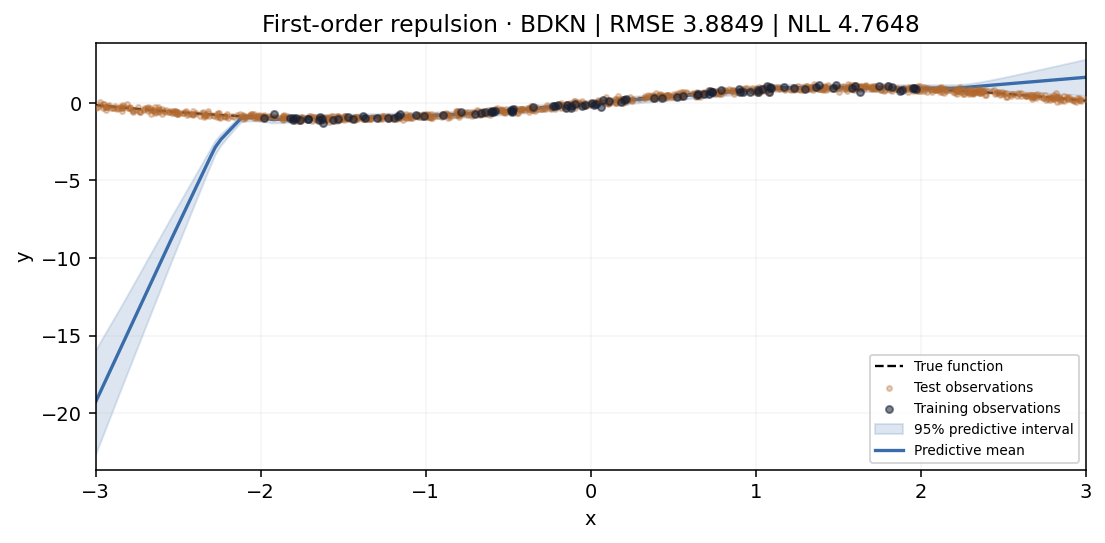 First-order repulsion · BDKN | RMSE 3.8849 | NLL 4.7648
0
−5
−10
−15
−20
y
−3
−2
−1
0
1
2
3
x
True function
Test observations
Training observations
95% predictive interval
Predictive mean